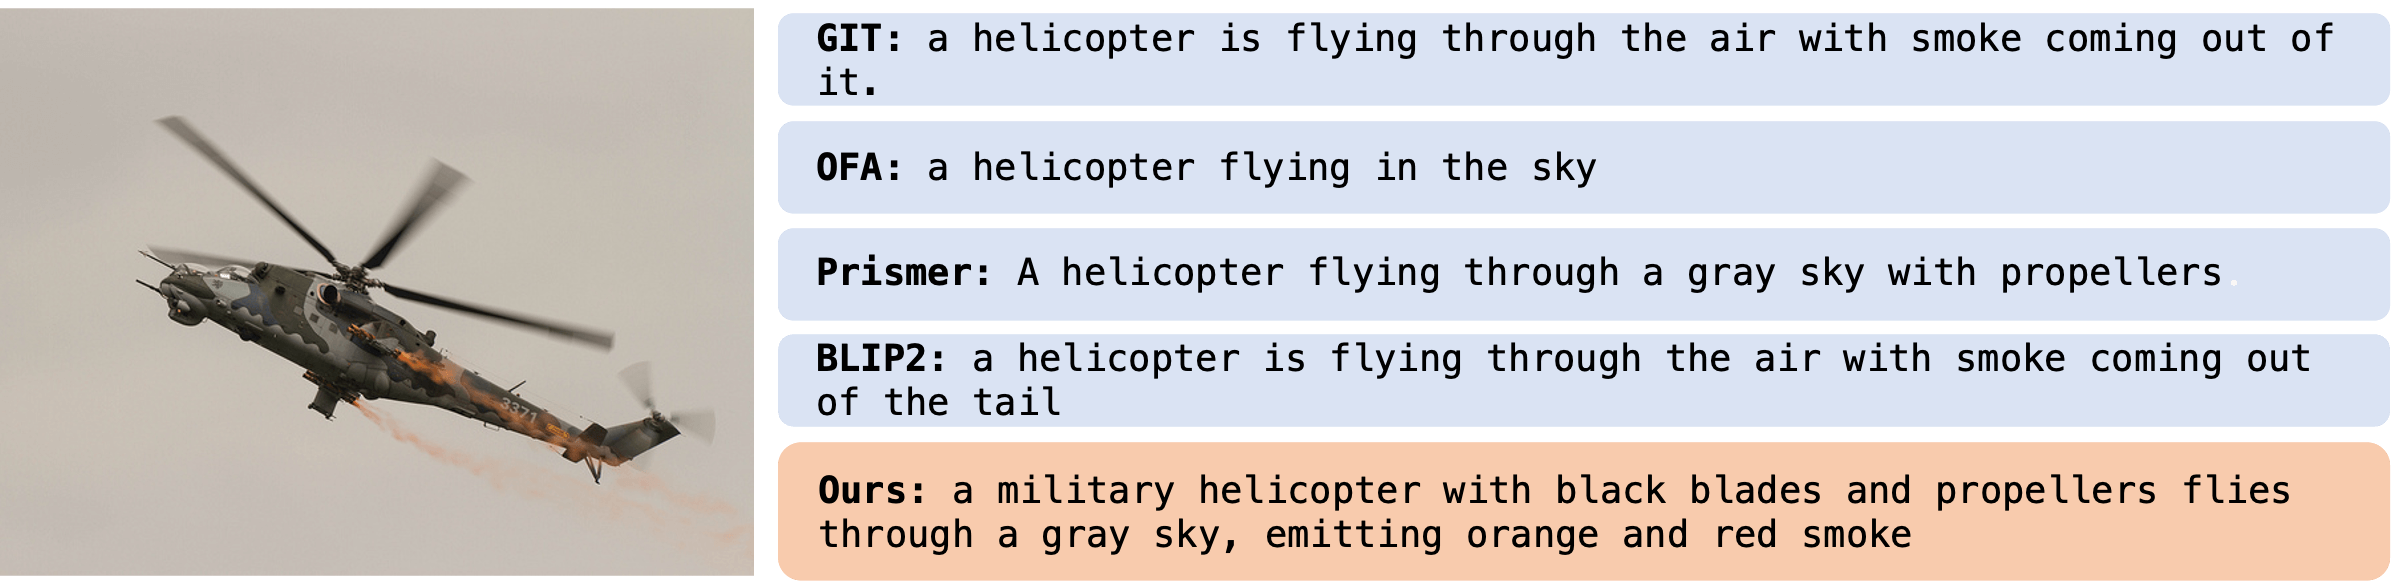 GIT: a helicopter is flying through the air with smoke coming out of
it.
OFA: a helicopter flying in the sky
Prismer: A helicopter flying through a gray sky with propellers.
BLIP2: a helicopter is flying through the air with smoke coming out
of the tail
3371
Ours: a military helicopter with black blades and propellers flies
through a gray sky, emitting orange and red smoke